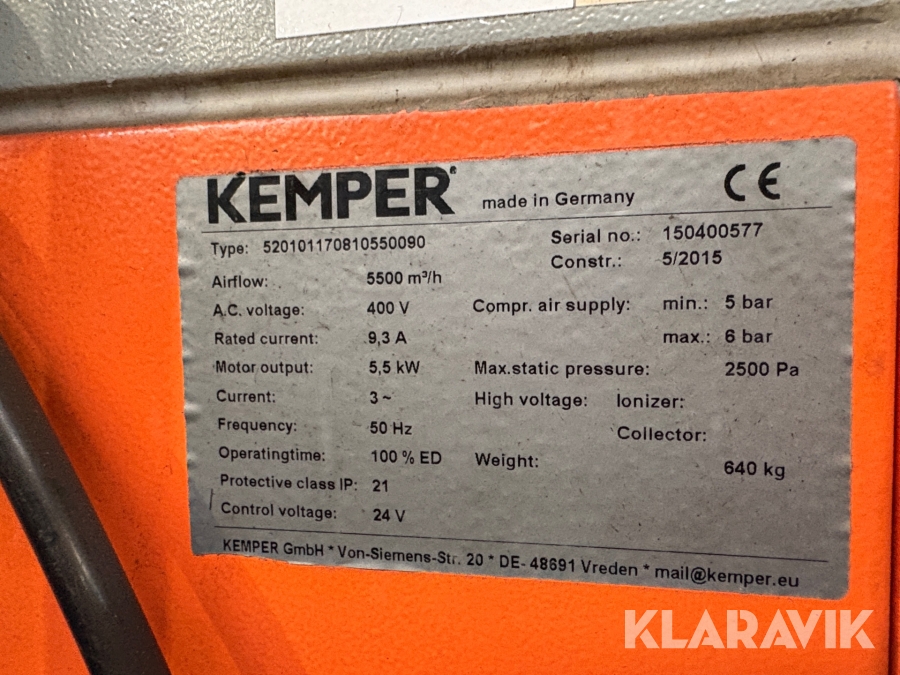 KEMPER® made in Germany CE
Type: 520101170810550090 Serial no.: 150400577
Constr.: 5/2015
Airflow: 5500 m³/h
A.C. voltage: 400 V Compr. air supply: min.: 5 bar
Rated current: 9,3 A max.: 6 bar
Motor output: 5,5 kW Max.static pressure: 2500 Pa
Current: 3 ~ High voltage: Ionizer:
Frequency: 50 Hz Collector:
Operatingtime: 100 % ED Weight: 640 kg
Protective class IP: 21
Control voltage: 24 V
KEMPER GmbH * Von-Siemens-Str. 20 * DE- 48691 Vreden * mail@kemper.eu
KLARAVIK